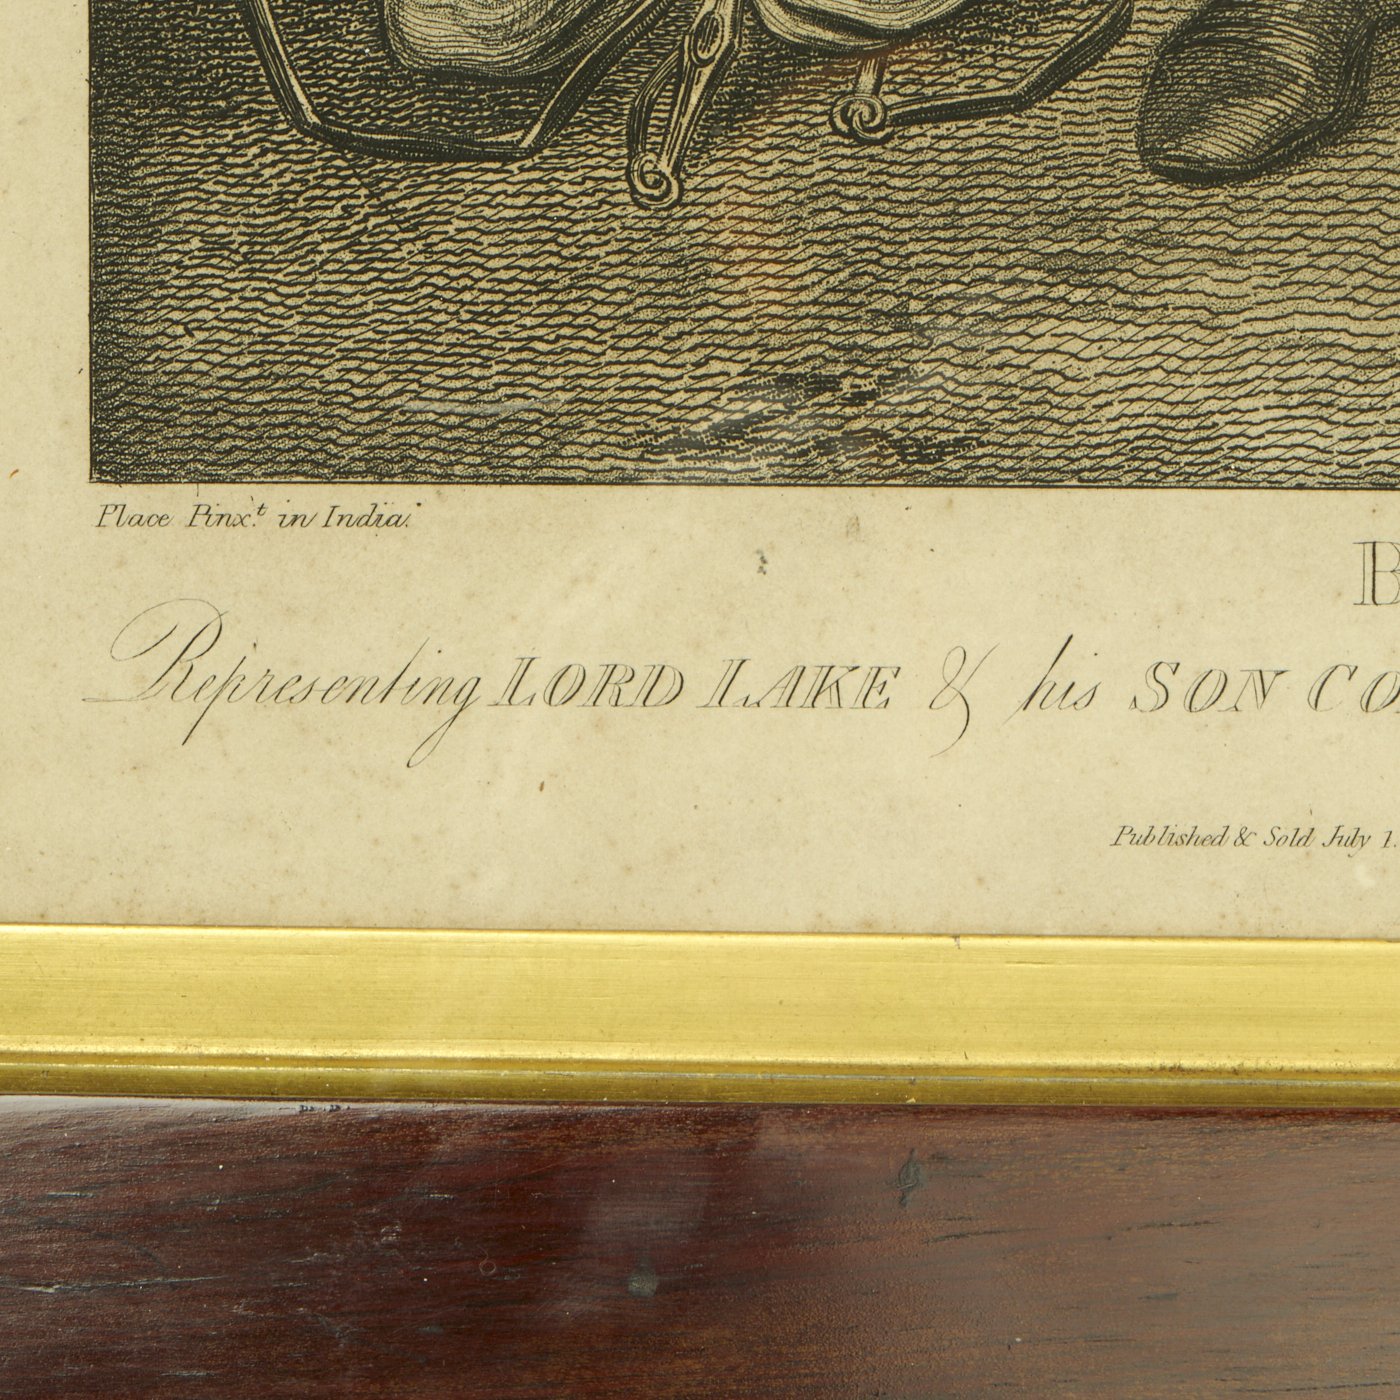 Place Pinx.t in India.
B
Representing LORD LAKE & his SON CO
Published & Sold July 1.